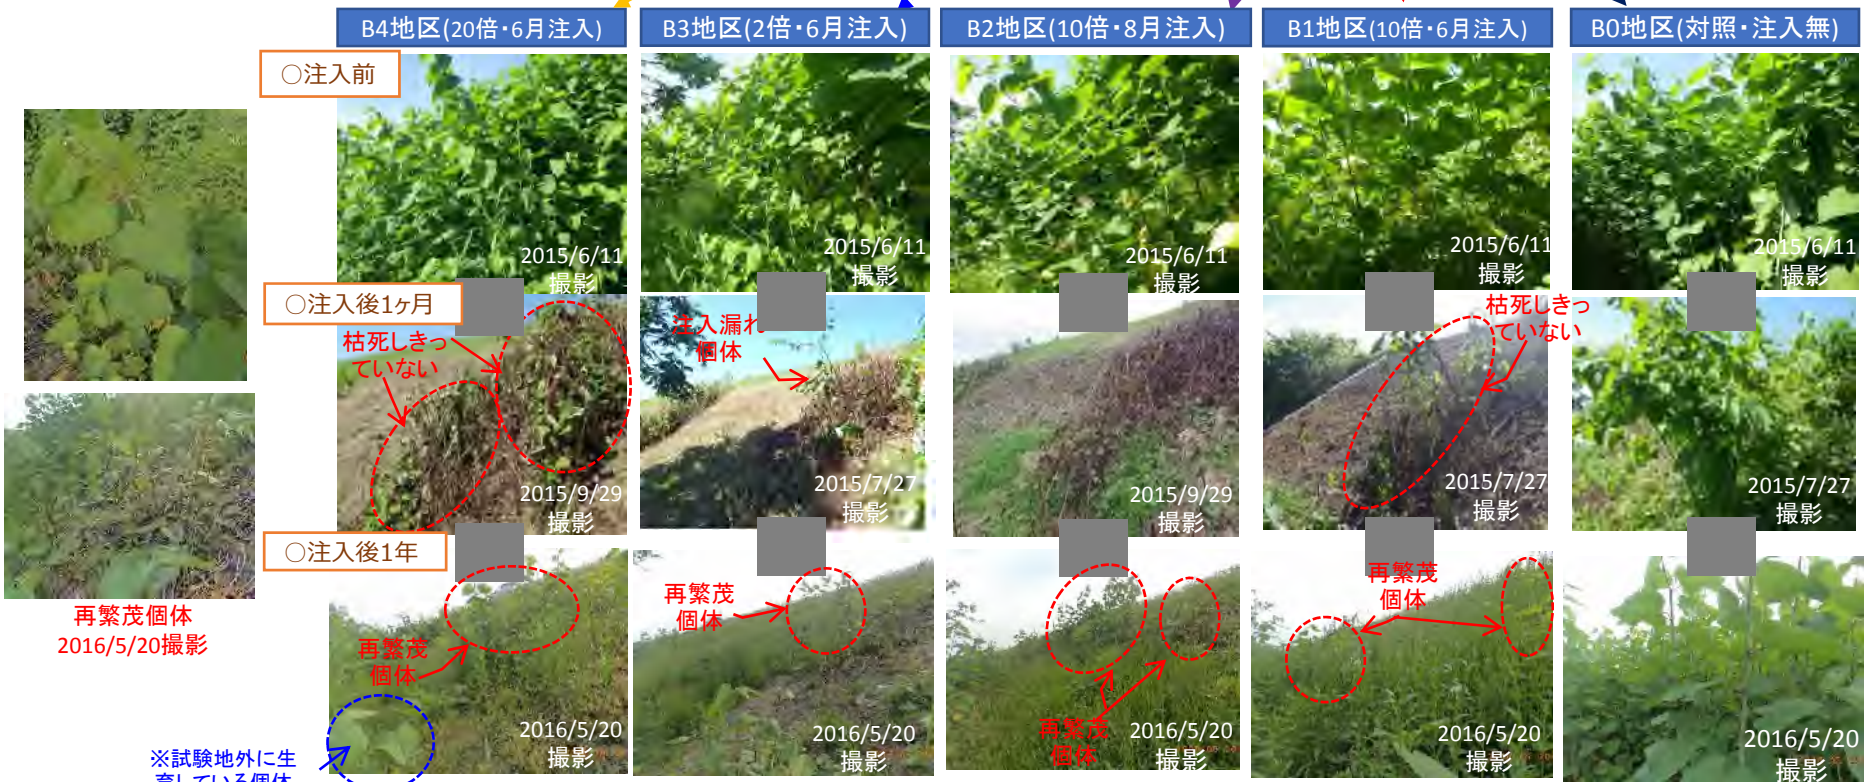 B4地区(20倍・6月注入)
B3地区(2倍・6月注入)
B2地区(10倍・8月注入)
B1地区(10倍・6月注入)
B0地区(対照・注入無)
○注入前
2015/6/11
撮影
2015/6/11
撮影
2015/6/11
撮影
2015/6/11
撮影
2015/6/11
撮影
○注入後1ヶ月
枯死しきっ
ていない
2015/9/29
撮影
注入漏れ
個体
2015/7/27
撮影
2015/9/29
撮影
枯死しきっ
ていない
2015/7/27
撮影
2015/7/27
撮影
○注入後1年
再繁茂個体
2016/5/20撮影
再繁茂
個体
2016/5/20
撮影
再繁茂
個体
2016/5/20
撮影
再繁茂
個体
2016/5/20
撮影
再繁茂
個体
2016/5/20
撮影
2016/5/20
撮影
※試験地外に生
育している個体